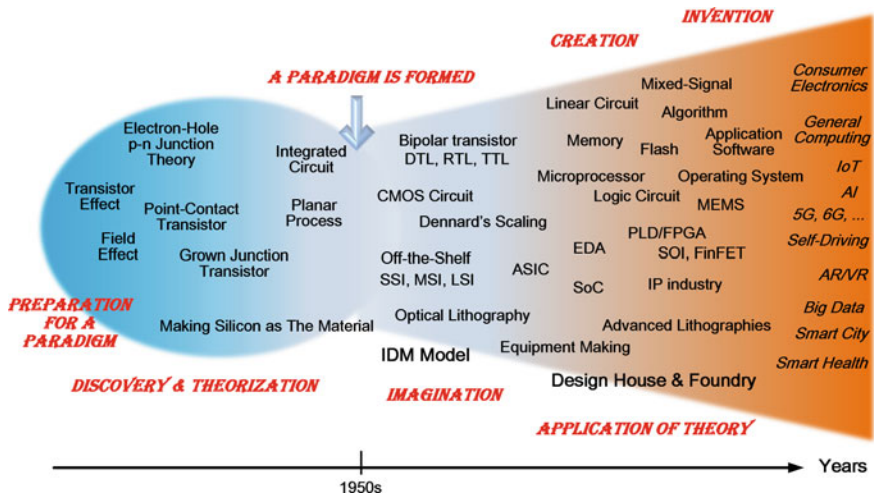 INVENTION
CREATION
A PARADIGM IS FORMED
Electron-Hole
p-n Junction
Theory
Transistor
Effect
Point-Contact
Transistor
Field
Effect
Grown Junction
Transistor
Integrated
Circuit
Planar
Process
Making Silicon as The Material
PREPARATION
FOR A
PARADIGM
DISCOVERY & THEORIZATION
Bipolar transistor
DTL, RTL, TTL
CMOS Circuit
Dennard's Scaling
Off-the-Shelf
SSI, MSI, LSI
ASIC
Optical Lithography
IDM Model
IMAGINATION
Mixed-Signal
Linear Circuit
Algorithm
Memory
Flash
Application
Software
Microprocessor
Operating System
Logic Circuit
MEMS
PLD/FPGA
EDA
SOI, FinFET
SoC
IP industry
Advanced Lithographies
Equipment Making
Design House & Foundry
APPLICATION OF THEORY
Consumer
Electronics
General
Computing
IoT
AI
5G, 6G, ...
Self-Driving
AR/VR
Big Data
Smart City
Smart Health
Years
1950s